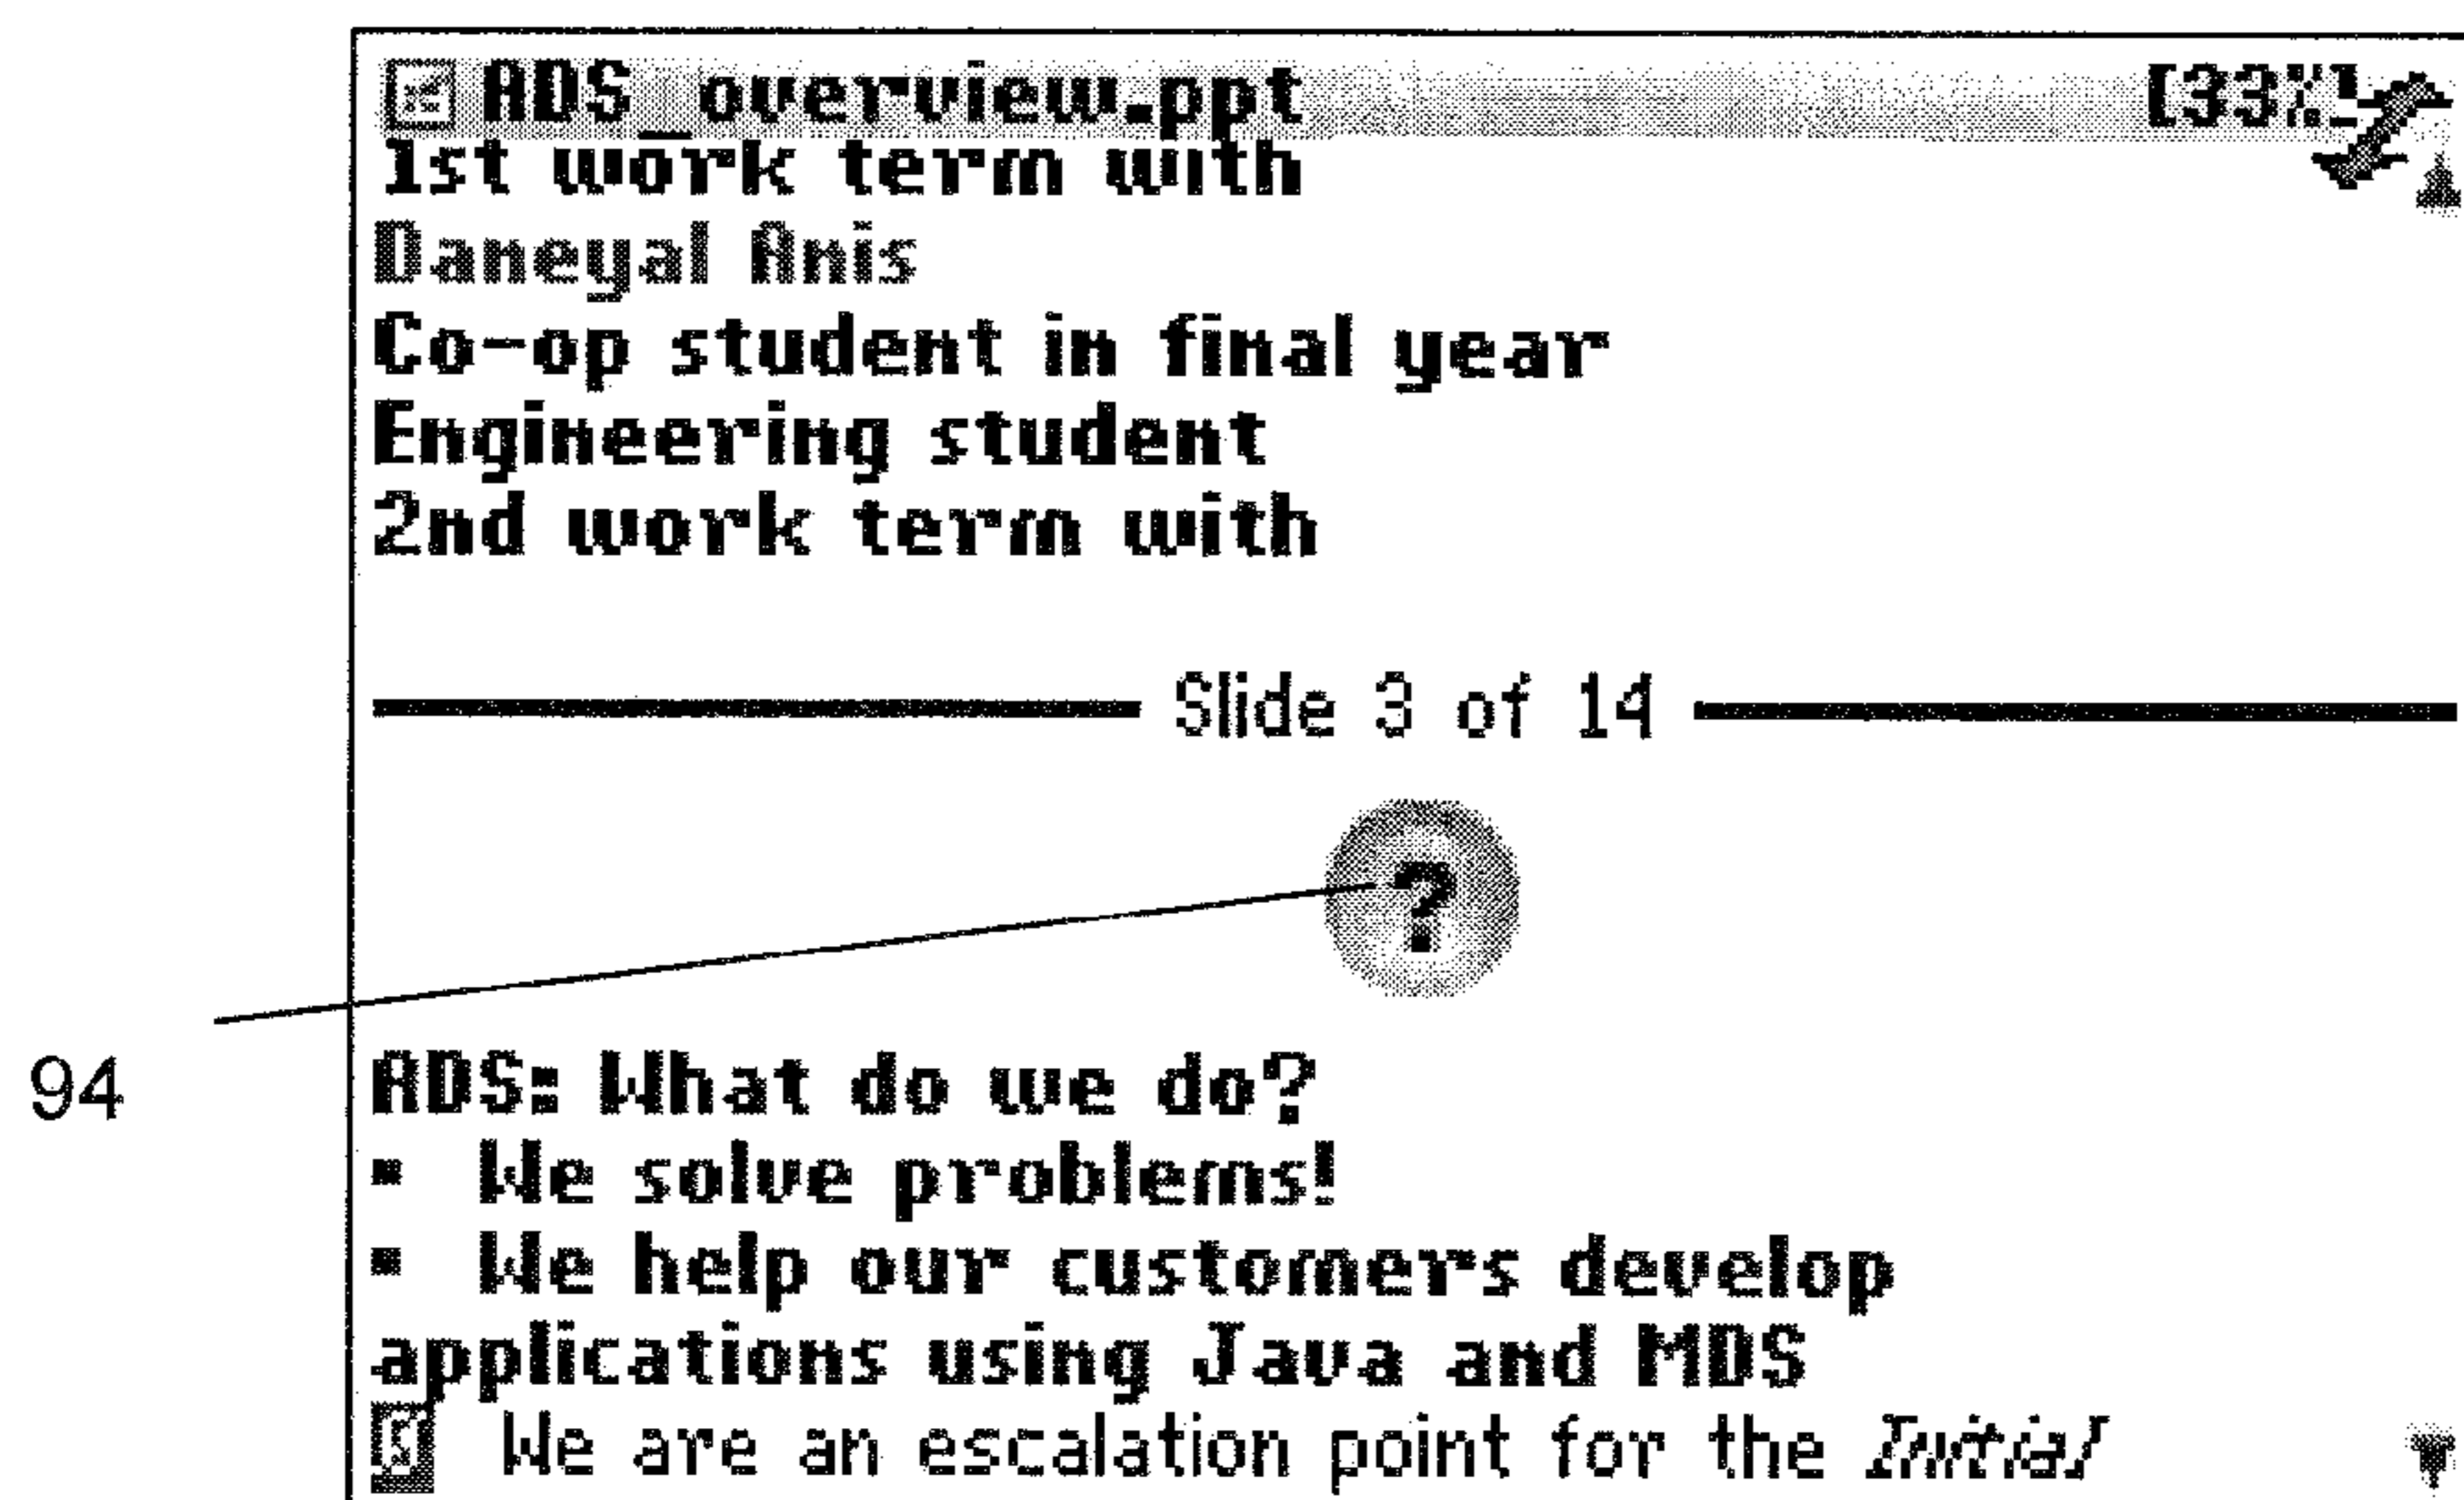 ADS_overview.ppt [33%]
1st work term with
Daneyal Anis
Co-op student in final year
Engineering student
2nd work term with
Slide 3 of 14
?
94
ADS: What do we do?
▪ We solve problems!
▪ We help our customers develop
applications using Java and MDS
We are an escalation point for the Initial